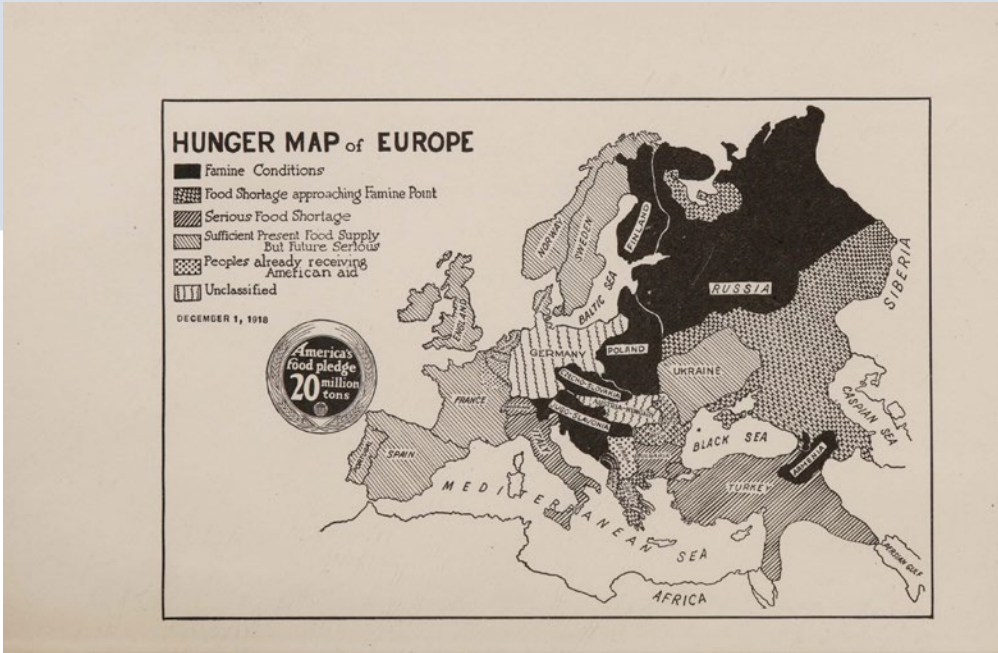 HUNGER MAP of EUROPE
Famine Conditions
Food Shortage approaching Famine Point
Serious Food Shortage
Sufficient Present Food Supply
But Future Serious
Peoples already receiving
American aid
Unclassified
DECEMBER 1, 1918
America's
food pledge
20 million
tons
NORWAY
SWEDEN
FINLAND
BALTIC SEA
RUSSIA
SIBERIA
ENGLAND
GERMANY
POLAND
UKRAINE
CZECHO-SLOVAKIA
JUGO-SLAVONIA
FRANCE
SPAIN
ITALY
BLACK SEA
CASPIAN SEA
ARMENIA
TURKEY
MEDITERRANEAN SEA
PERSIAN GULF
AFRICA